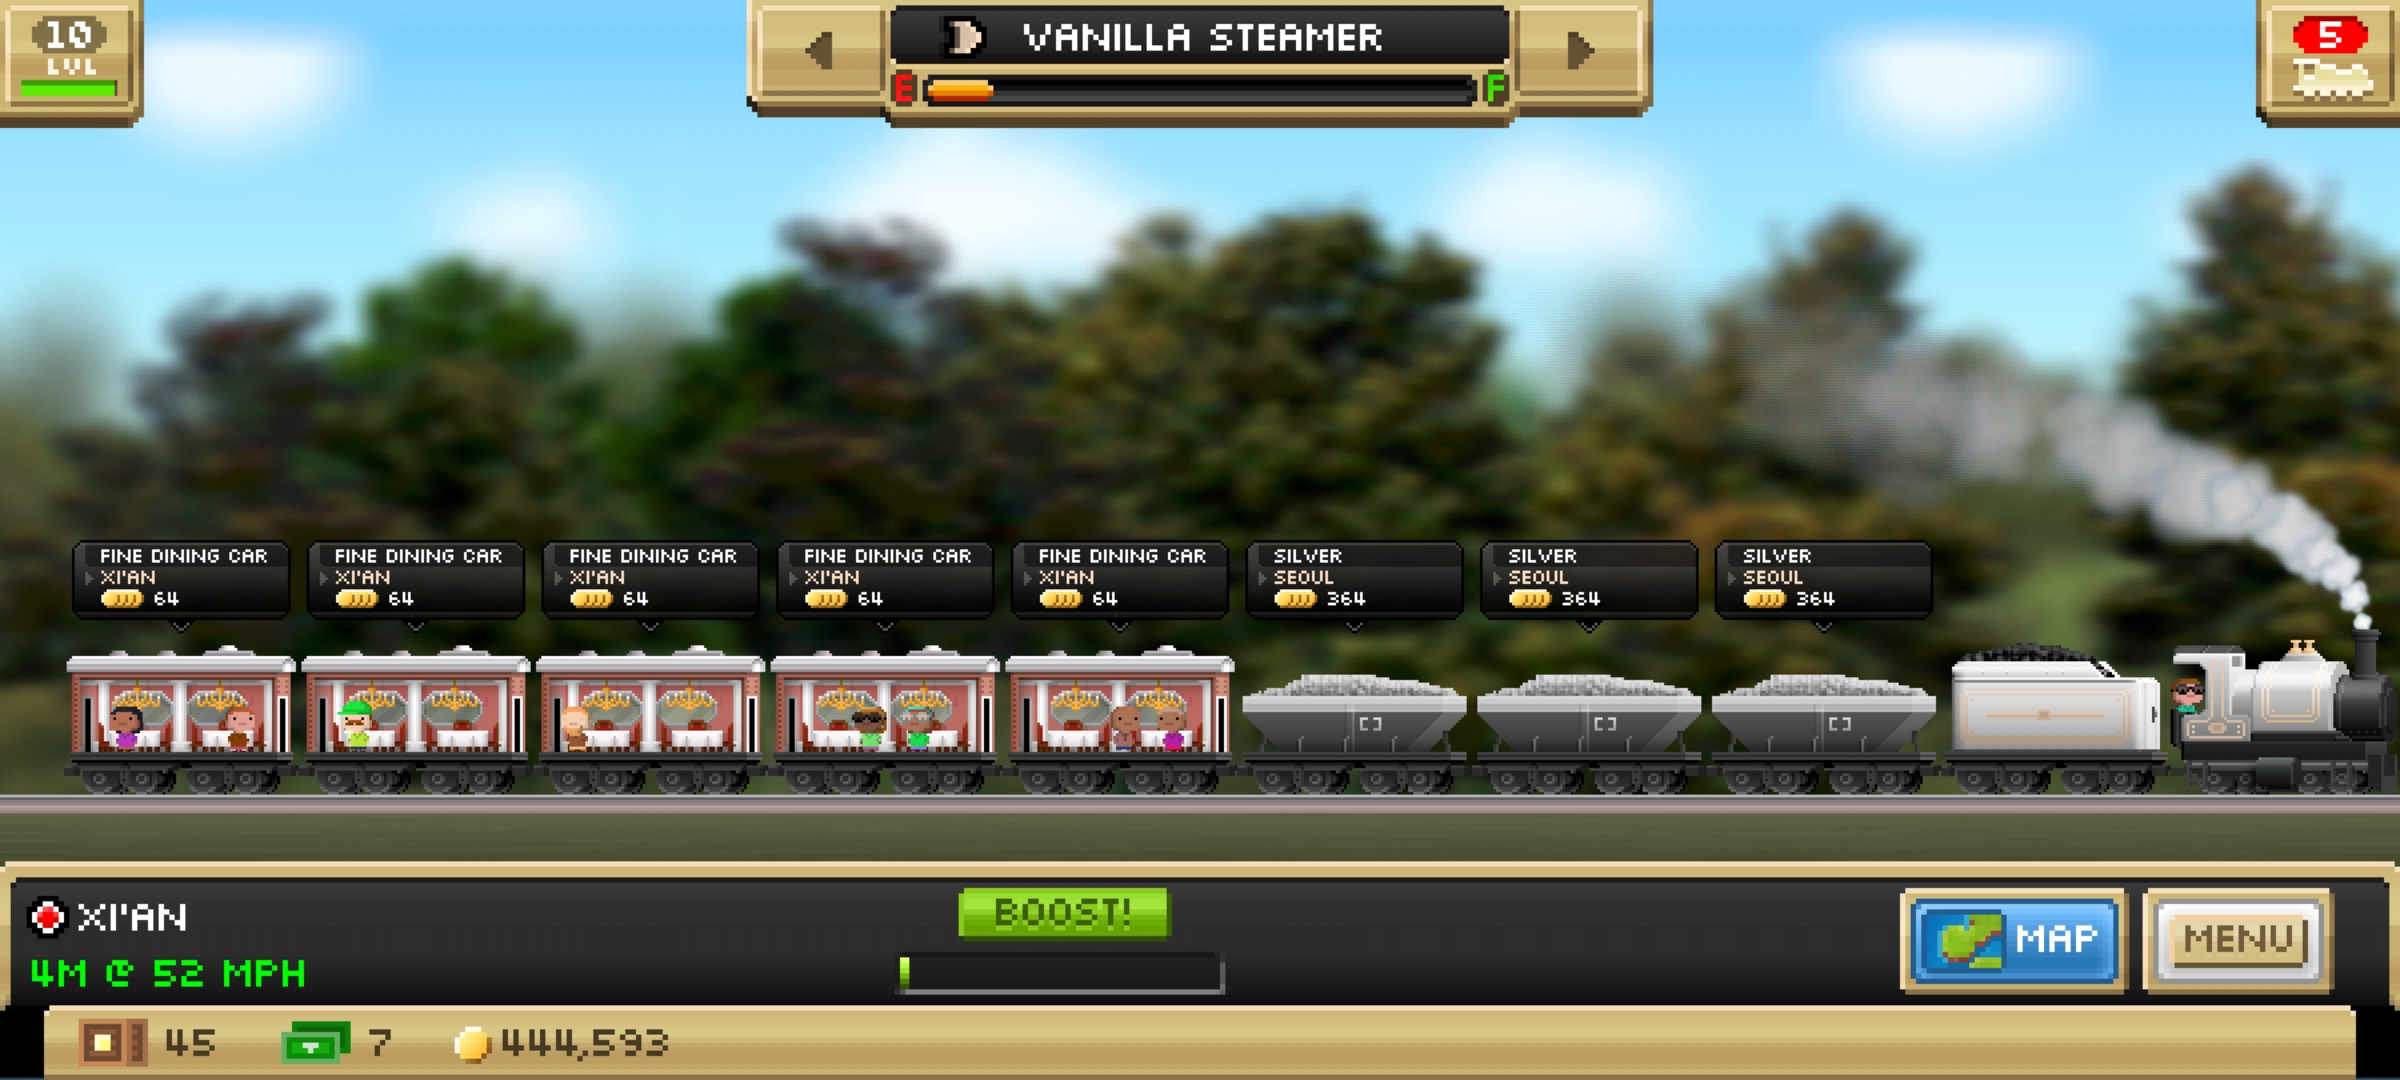 10
LVL
VANILLA STEAMER
E F
5
FINE DINING CAR
XI'AN
64
FINE DINING CAR
XI'AN
64
FINE DINING CAR
XI'AN
64
FINE DINING CAR
XI'AN
64
FINE DINING CAR
XI'AN
64
SILVER
SEOUL
364
SILVER
SEOUL
364
SILVER
SEOUL
364
XI'AN
4M @ 52 MPH
BOOST!
MAP
MENU
45 7 444,593